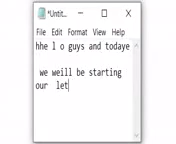 *Untit...
File Edit Format View Help
hhe l o guys and todaye
we weill be starting
our let